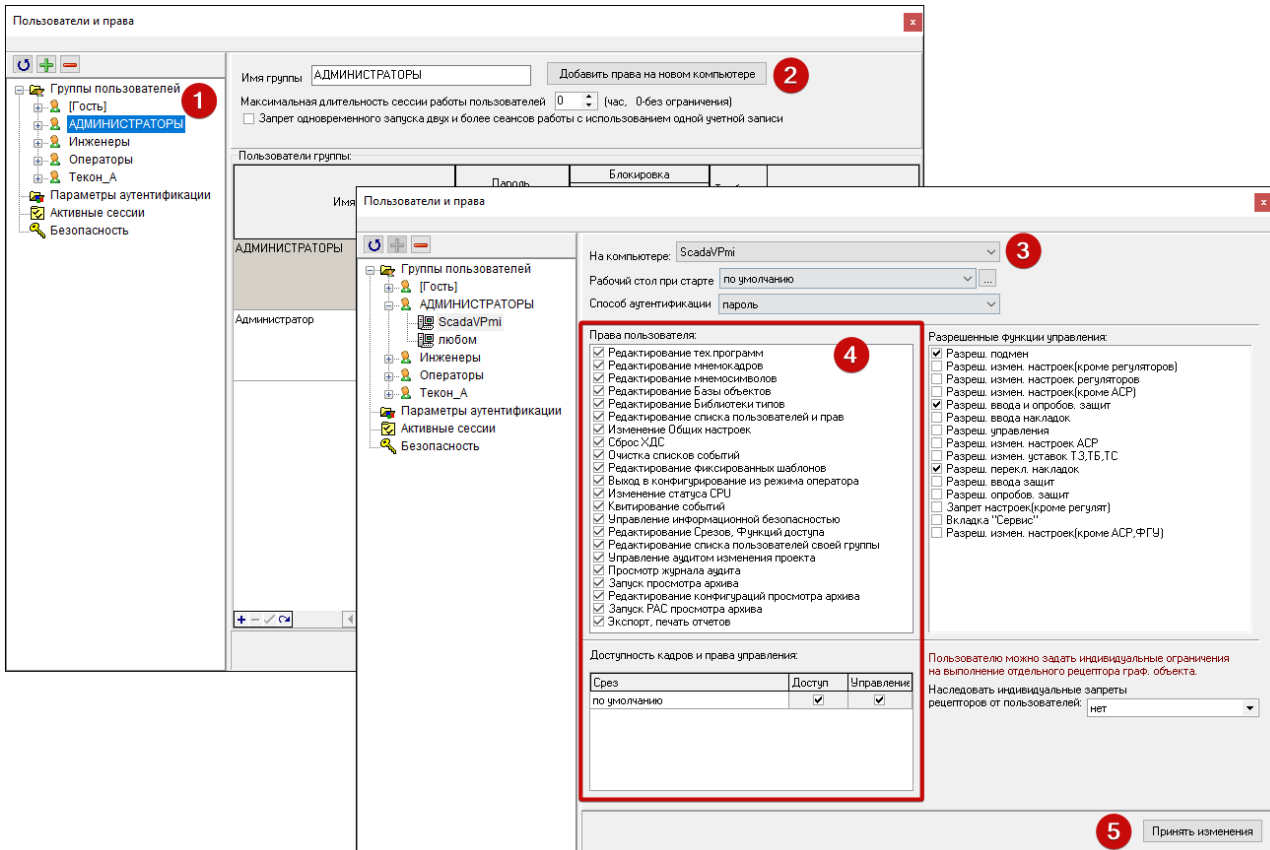 Пользователи и права
Группы пользователей
[Гость]
АДМИНИСТРАТОРЫ
Инженеры
Операторы
Текон_А
Параметры аутентификации
Активные сессии
Безопасность
1
Имя группы АДМИНИСТРАТОРЫ Добавить права на новом компьютере 2
Максимальная длительность сессии работы пользователей 0 (час, 0-без ограничения)
Запрет одновременного запуска двух и более сеансов работы с использованием одной учетной записи
Пользователи группы:
Блокировка
Пароль
Имя
АДМИНИСТРАТОРЫ
Администратор
Пользователи и права
Группы пользователей
[Гость]
АДМИНИСТРАТОРЫ
ScadaVPmi
любом
Инженеры
Операторы
Текон_А
Параметры аутентификации
Активные сессии
Безопасность
На компьютере: ScadaVPmi 3
Рабочий стол при старте по умолчанию ...
Способ аутентификации пароль
Права пользователя:
4
Редактирование тех.программ
Редактирование мнемокадров
Редактирование мнемосимволов
Редактирование Базы объектов
Редактирование Библиотеки типов
Редактирование списка пользователей и прав
Изменение Общих настроек
Сброс ХДС
Очистка списков событий
Редактирование фиксированных шаблонов
Выход в конфигурирование из режима оператора
Изменение статуса CPU
Квитирование событий
Управление информационной безопасностью
Редактирование Срезов, Функций доступа
Редактирование списка пользователей своей группы
Управление аудитом изменения проекта
Просмотр журнала аудита
Запуск просмотра архива
Редактирование конфигураций просмотра архива
Запуск РАС просмотра архива
Экспорт, печать отчетов
Разрешенные функции управления:
Разреш. подмен
Разреш. измен. настроек(кроме регуляторов)
Разреш. измен. настроек регуляторов
Разреш. измен. настроек(кроме АСР)
Разреш. ввода и опробов. защит
Разреш. ввода накладок
Разреш. управления
Разреш. измен. настроек АСР
Разреш. измен. уставок ТЗ,ТБ,ТС
Разреш. перекл. накладок
Разреш. ввода защит
Разреш. опробов. защит
Запрет настроек(кроме регулят)
Вкладка "Сервис"
Разреш. измен. настроек(кроме АСР,ФГУ)
Доступность кадров и права управления:
Срез Доступ Управление
по умолчанию
Пользователю можно задать индивидуальные ограничения
на выполнение отдельного рецептора граф. объекта.
Наследовать индивидуальные запреты
рецепторов от пользователей: нет
5 Принять изменения